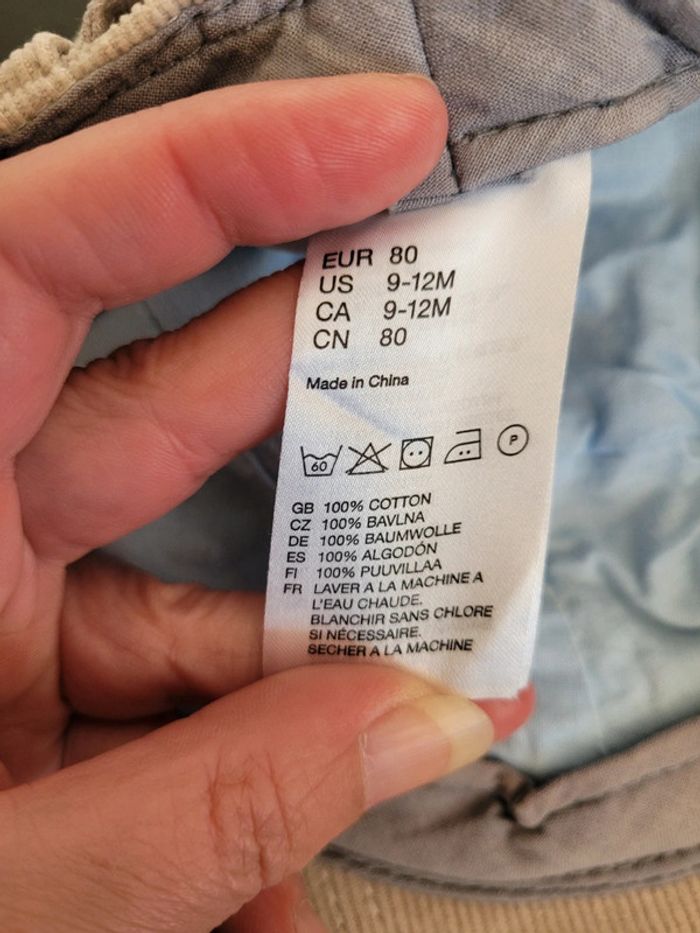 EUR 80
US 9-12M
CA 9-12M
CN 80
Made in China
60 P
GB 100% COTTON
CZ 100% BAVLNA
DE 100% BAUMWOLLE
ES 100% ALGODÓN
FI 100% PUUVILLAA
FR LAVER A LA MACHINE A
L'EAU CHAUDE.
BLANCHIR SANS CHLORE
SI NÉCESSAIRE.
SECHER A LA MACHINE